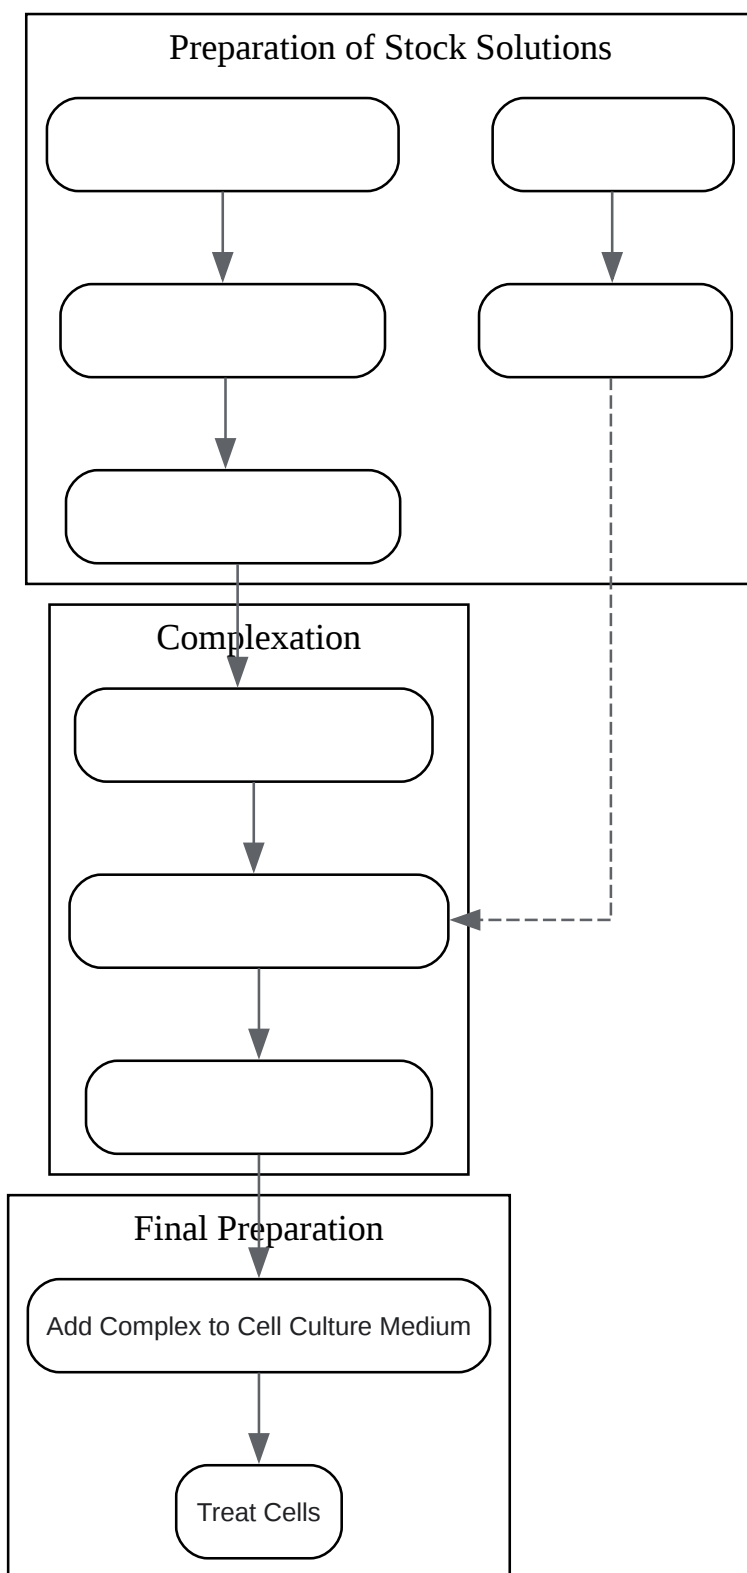 Preparation of Stock Solutions
Complexation
Final Preparation
Add Complex to Cell Culture Medium
Treat Cells